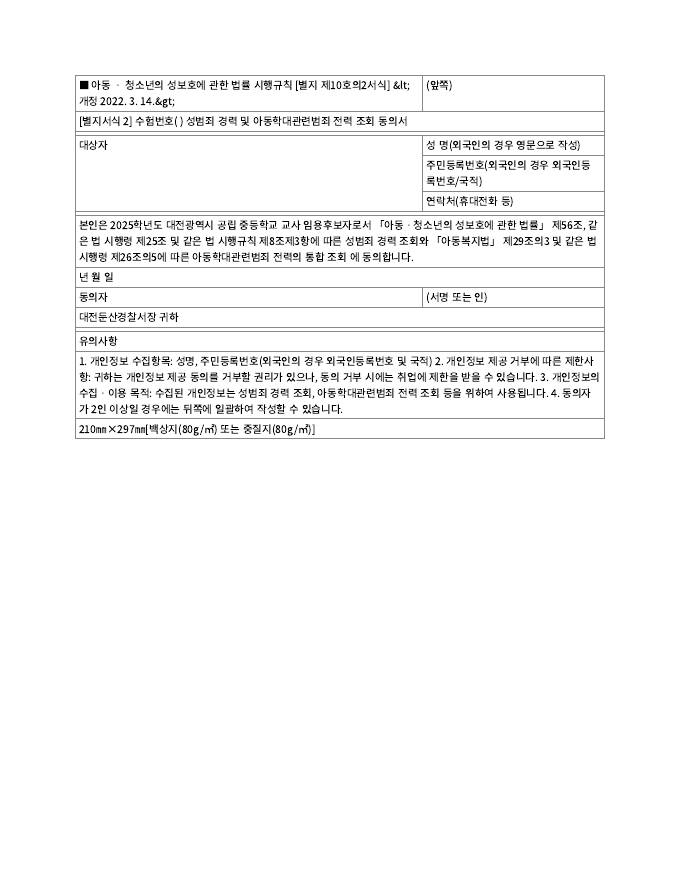 ■ 아동 · 청소년의 성보호에 관한 법률 시행규칙 [별지 제10호의2서식] &lt;
개정 2022. 3. 14.&gt;
(앞쪽)
[별지서식 2] 수험번호( ) 성범죄 경력 및 아동학대관련범죄 전력 조회 동의서
대상자
성 명(외국인의 경우 영문으로 작성)
주민등록번호(외국인의 경우 외국인등
록번호/국적)
연락처(휴대전화 등)
본인은 2025학년도 대전광역시 공립 중등학교 교사 임용후보자로서 「아동 · 청소년의 성보호에 관한 법률」 제56조, 같
은 법 시행령 제25조 및 같은 법 시행규칙 제8조제3항에 따른 성범죄 경력 조회와 「아동복지법」 제29조의3 및 같은 법
시행령 제26조의5에 따른 아동학대관련범죄 전력의 통합 조회 에 동의합니다.
년 월 일
동의자
(서명 또는 인)
대전둔산경찰서장 귀하
유의사항
1. 개인정보 수집항목: 성명, 주민등록번호(외국인의 경우 외국인등록번호 및 국적) 2. 개인정보 제공 거부에 따른 제한사
항: 귀하는 개인정보 제공 동의를 거부할 권리가 있으나, 동의 거부 시에는 취업에 제한을 받을 수 있습니다. 3. 개인정보의
수집 · 이용 목적: 수집된 개인정보는 성범죄 경력 조회, 아동학대관련범죄 전력 조회 등을 위하여 사용됩니다. 4. 동의자
가 2인 이상일 경우에는 뒤쪽에 일괄하여 작성할 수 있습니다.
210㎜×297㎜[백상지(80g/㎡) 또는 중질지(80g/㎡)]